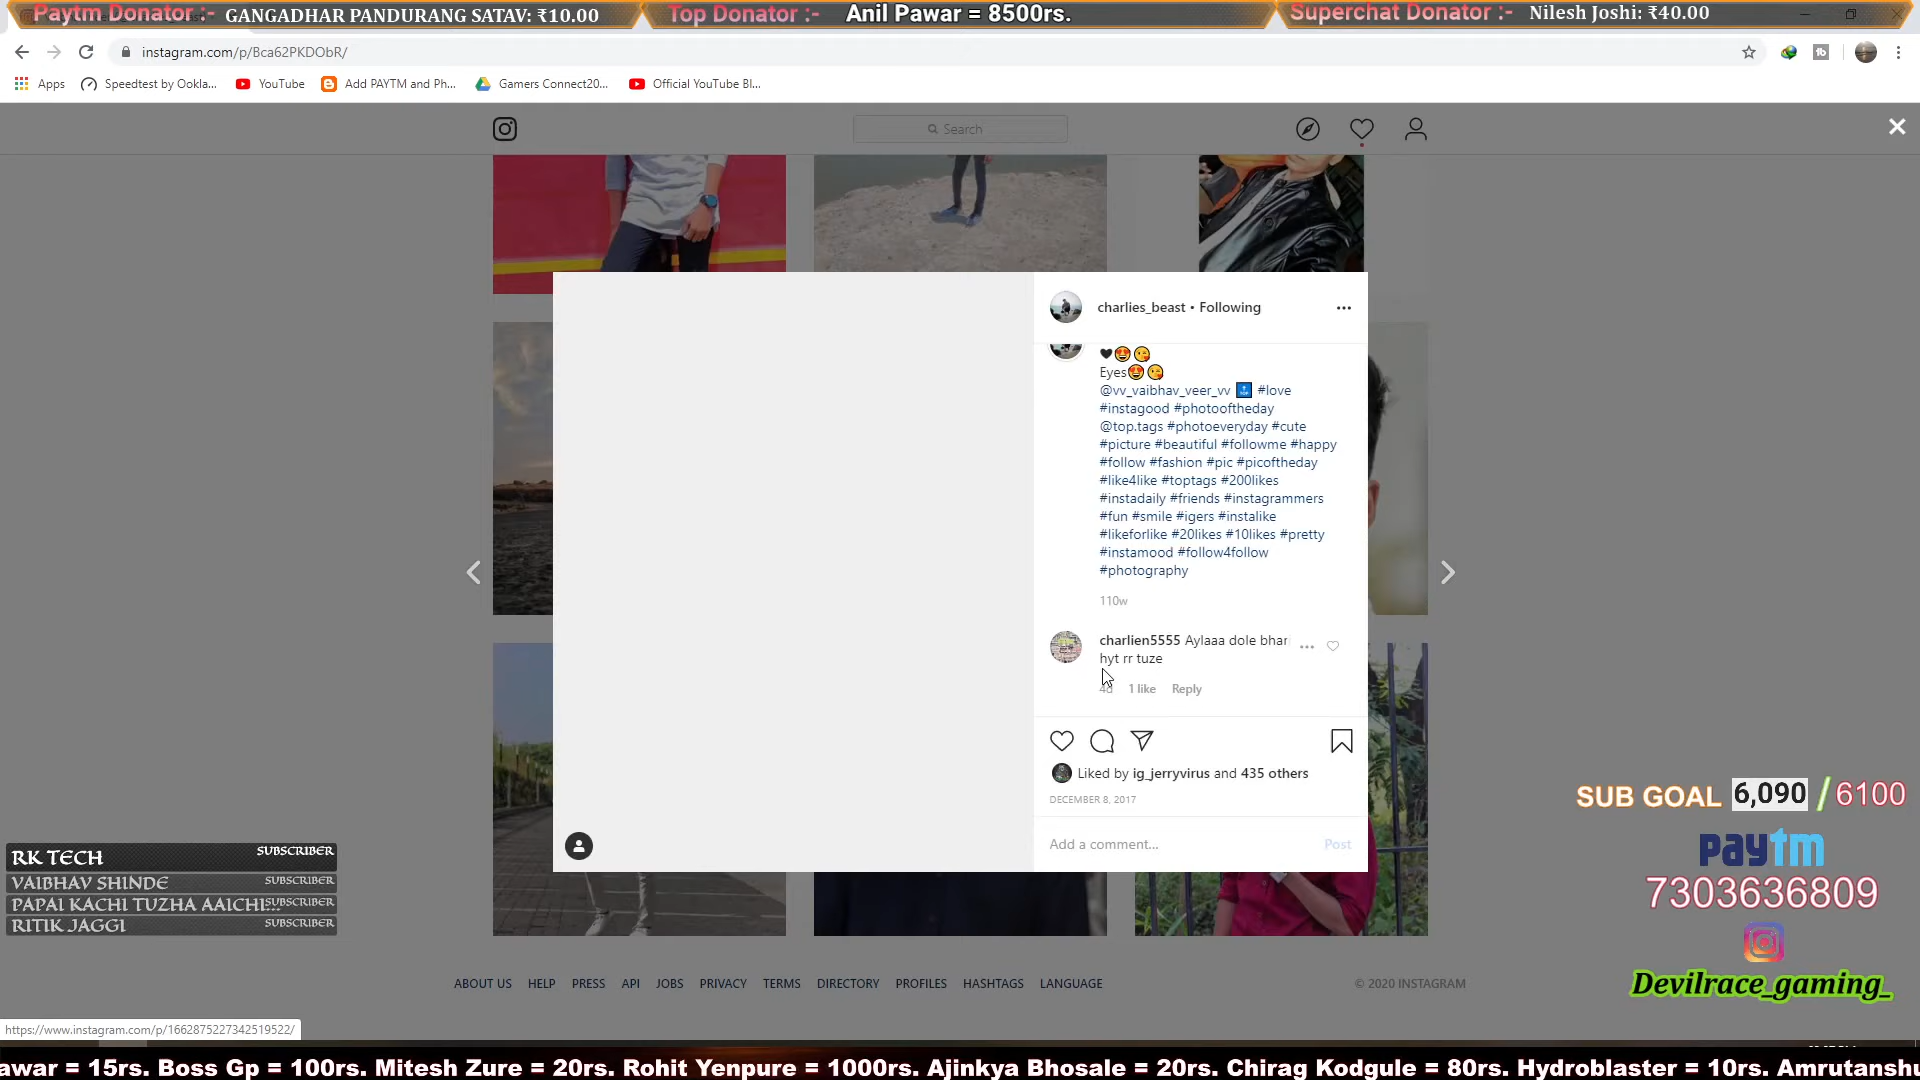 Paytm Donator :- GANGADHAR PANDURANG SATAV: ₹10.00 Top Donator :- Anil Pawar = 8500rs. Superchat Donator :- Nilesh Joshi: ₹40.00
instagram.com/p/Bca62PKDObR/
Apps Speedtest by Ookla... YouTube Add PAYTM and Ph... Gamers Connect20... Official YouTube Bl...
Search
charlies_beast • Following
🖤😍😘
Eyes😍😘
@vv_vaibhav_veer_vv 🔝 #love
#instagood #photooftheday
@top.tags #photoeveryday #cute
#picture #beautiful #followme #happy
#follow #fashion #pic #picoftheday
#like4like #toptags #200likes
#instadaily #friends #instagrammers
#fun #smile #igers #instalike
#likeforlike #20likes #10likes #pretty
#instamood #follow4follow
#photography
110w
charlien5555 Aylaaa dole bhari
hyt rr tuze
4d 1 like Reply
Liked by ig_jerryvirus and 435 others
DECEMBER 8, 2017
Add a comment... Post
SUB GOAL 6,090 / 6100
paytm
7303636809
Devilrace_gaming_
RK TECH SUBSCRIBER
VAIBHAV SHINDE SUBSCRIBER
PAPAI KACHI TUZHA AAICHI... SUBSCRIBER
RITIK JAGGI SUBSCRIBER
ABOUT US HELP PRESS API JOBS PRIVACY TERMS DIRECTORY PROFILES HASHTAGS LANGUAGE © 2020 INSTAGRAM
https://www.instagram.com/p/1662875227342519522/
awar = 15rs. Boss Gp = 100rs. Mitesh Zure = 20rs. Rohit Yenpure = 1000rs. Ajinkya Bhosale = 20rs. Chirag Kodgule = 80rs. Hydroblaster = 10rs. Amrutanshu